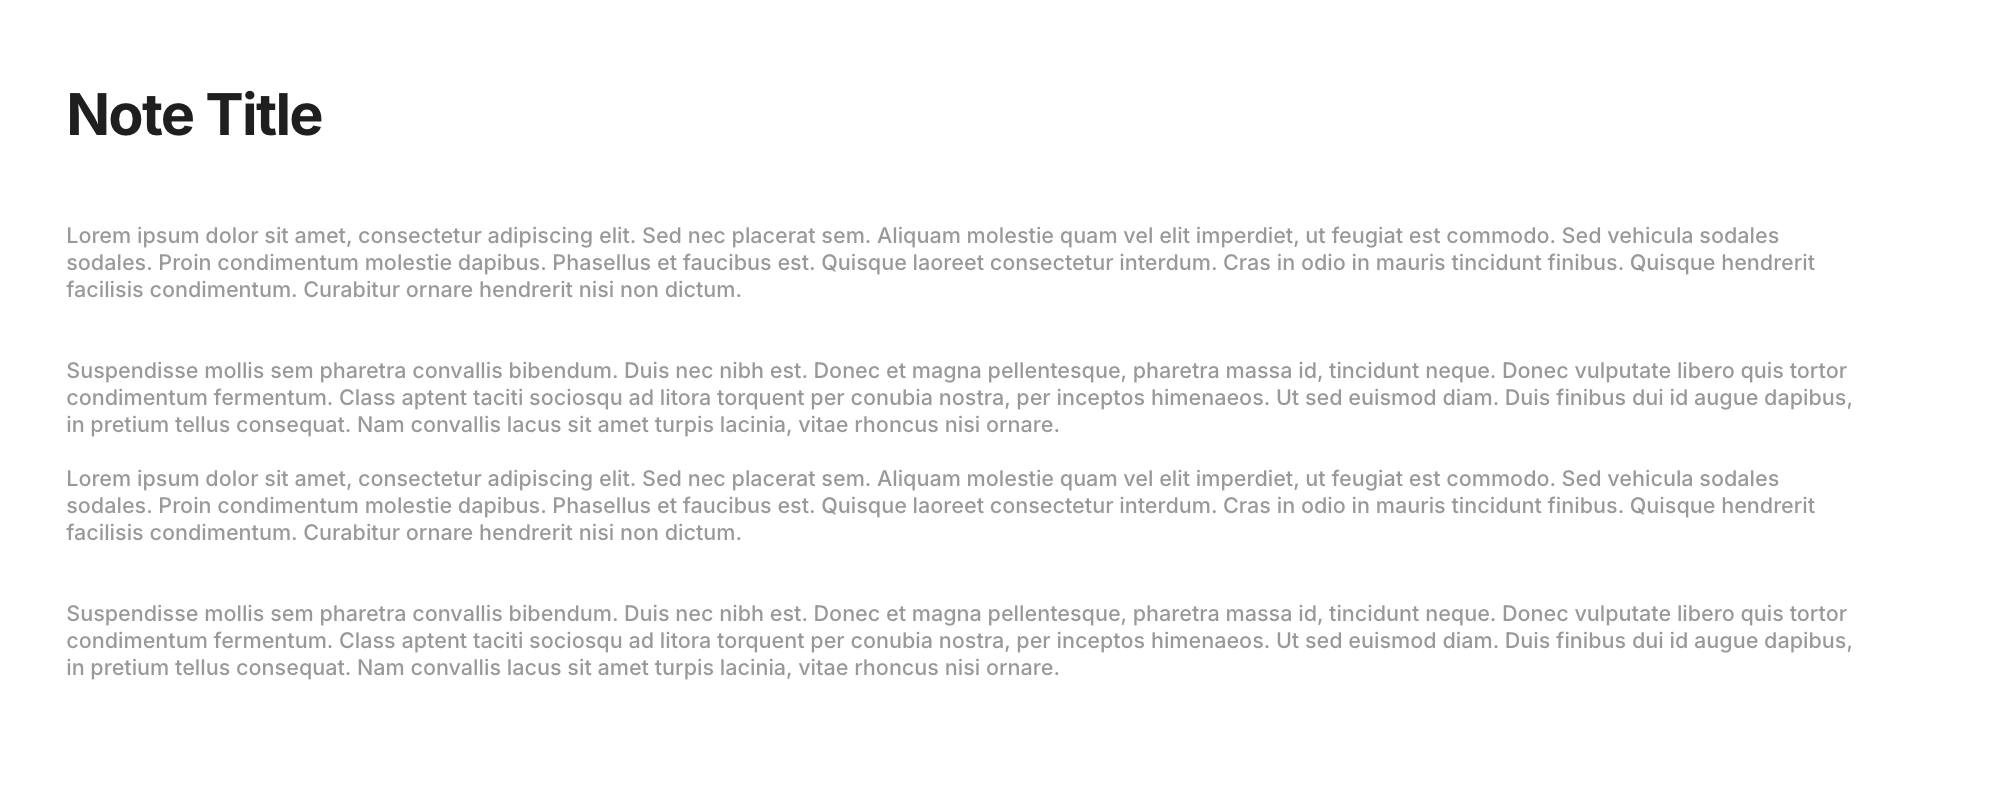 Note Title
Lorem ipsum dolor sit amet, consectetur adipiscing elit. Sed nec placerat sem. Aliquam molestie quam vel elit imperdiet, ut feugiat est commodo. Sed vehicula sodales
sodales. Proin condimentum molestie dapibus. Phasellus et faucibus est. Quisque laoreet consectetur interdum. Cras in odio in mauris tincidunt finibus. Quisque hendrerit
facilisis condimentum. Curabitur ornare hendrerit nisi non dictum.
Suspendisse mollis sem pharetra convallis bibendum. Duis nec nibh est. Donec et magna pellentesque, pharetra massa id, tincidunt neque. Donec vulputate libero quis tortor
condimentum fermentum. Class aptent taciti sociosqu ad litora torquent per conubia nostra, per inceptos himenaeos. Ut sed euismod diam. Duis finibus dui id augue dapibus,
in pretium tellus consequat. Nam convallis lacus sit amet turpis lacinia, vitae rhoncus nisi ornare.
Lorem ipsum dolor sit amet, consectetur adipiscing elit. Sed nec placerat sem. Aliquam molestie quam vel elit imperdiet, ut feugiat est commodo. Sed vehicula sodales
sodales. Proin condimentum molestie dapibus. Phasellus et faucibus est. Quisque laoreet consectetur interdum. Cras in odio in mauris tincidunt finibus. Quisque hendrerit
facilisis condimentum. Curabitur ornare hendrerit nisi non dictum.
Suspendisse mollis sem pharetra convallis bibendum. Duis nec nibh est. Donec et magna pellentesque, pharetra massa id, tincidunt neque. Donec vulputate libero quis tortor
condimentum fermentum. Class aptent taciti sociosqu ad litora torquent per conubia nostra, per inceptos himenaeos. Ut sed euismod diam. Duis finibus dui id augue dapibus,
in pretium tellus consequat. Nam convallis lacus sit amet turpis lacinia, vitae rhoncus nisi ornare.